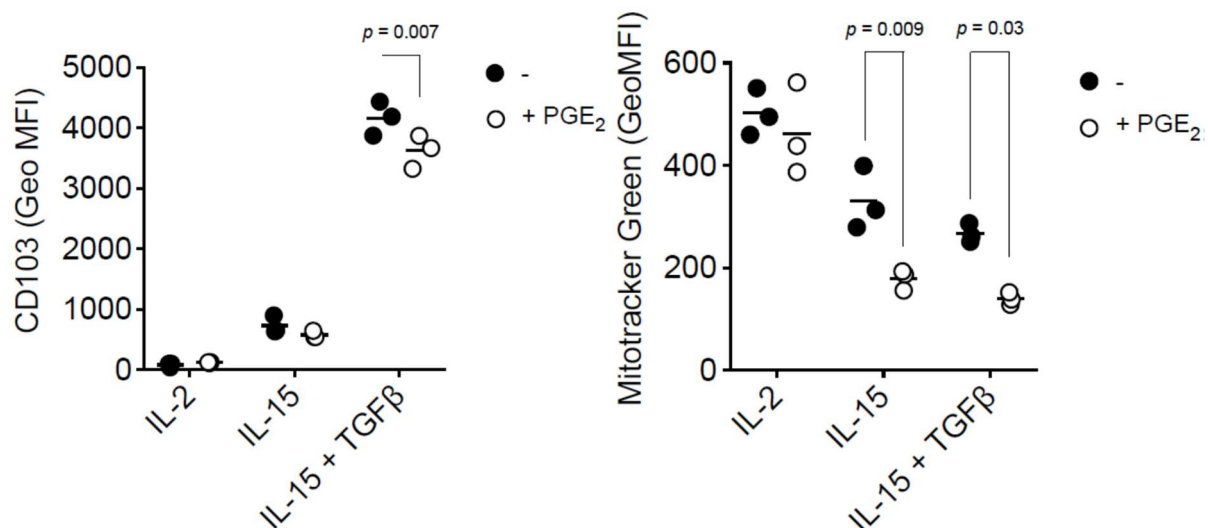 p = 0.007
CD103 (Geo MFI)
5000
4000
3000
2000
1000
0
IL-2
IL-15
IL-15 + TGFβ
-
+ PGE2
p = 0.009
p = 0.03
Mitotracker Green (GeoMFI)
600
400
200
0
IL-2
IL-15
IL-15 + TGFβ
-
+ PGE2